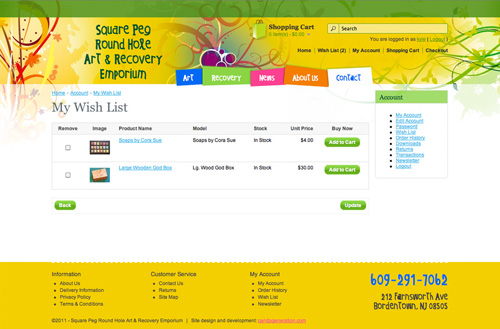 Square Peg
Round Hole
Art & Recovery
Emporium
Shopping Cart
0 item(s) - $0.00
Search
You are logged in as kyle ( Logout )
Home | Wish List (2) | My Account | Shopping Cart | Checkout
Art
Recovery
News
About Us
Contact
Home » Account » My Wish List
My Wish List
Remove Image Product Name Model Stock Unit Price Buy Now
Soaps by Cora Sue Soaps by Cora Sue In Stock $4.00 Add to Cart
Large Wooden God Box Lg. Wood God Box In Stock $30.00 Add to Cart
Back
Update
Account
My Account
Edit Account
Password
Wish List
Order History
Downloads
Returns
Transactions
Newsletter
Logout
Information
About Us
Delivery Information
Privacy Policy
Terms & Conditions
Customer Service
Contact Us
Returns
Site Map
My Account
My Account
Order History
Wish List
Newsletter
609-291-7062
212 Farnsworth Ave
Bordentown, NJ 08505
©2011 - Square Peg Round Hole Art & Recovery Emporium | Site design and development: